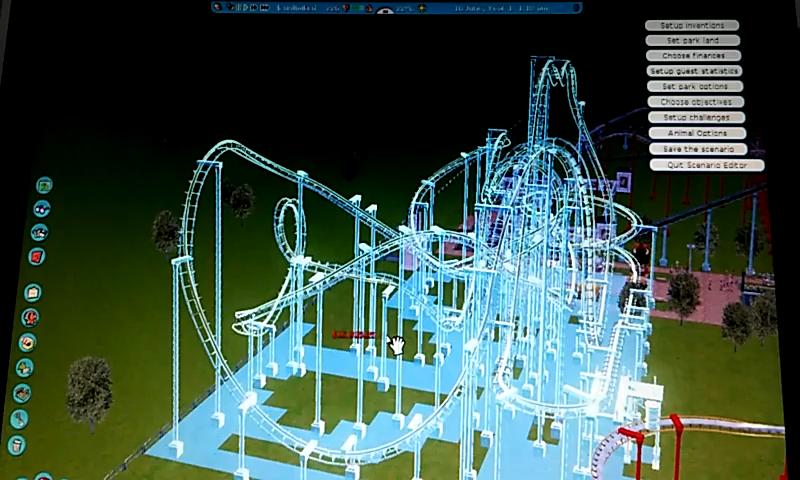 Setup inventions
Set park land
Choose finances
Setup guest statistics
Set park options
Choose objectives
Setup challenges
Animal Options
Save the scenario
Quit Scenario Editor